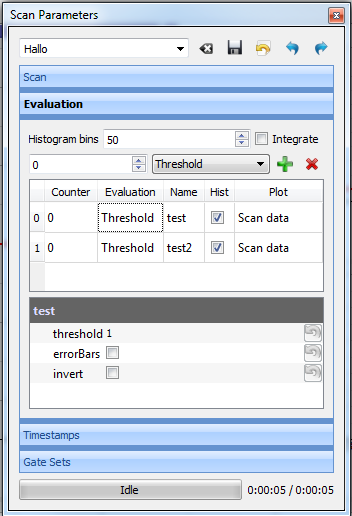 Scan Parameters
Hallo
Scan
Evaluation
Histogram bins 50 Integrate
0 Threshold
Counter Evaluation Name Hist Plot
0 0 Threshold test Scan data
1 0 Threshold test2 Scan data
test
threshold 1
errorBars
invert
Timestamps
Gate Sets
Idle 0:00:05 / 0:00:05